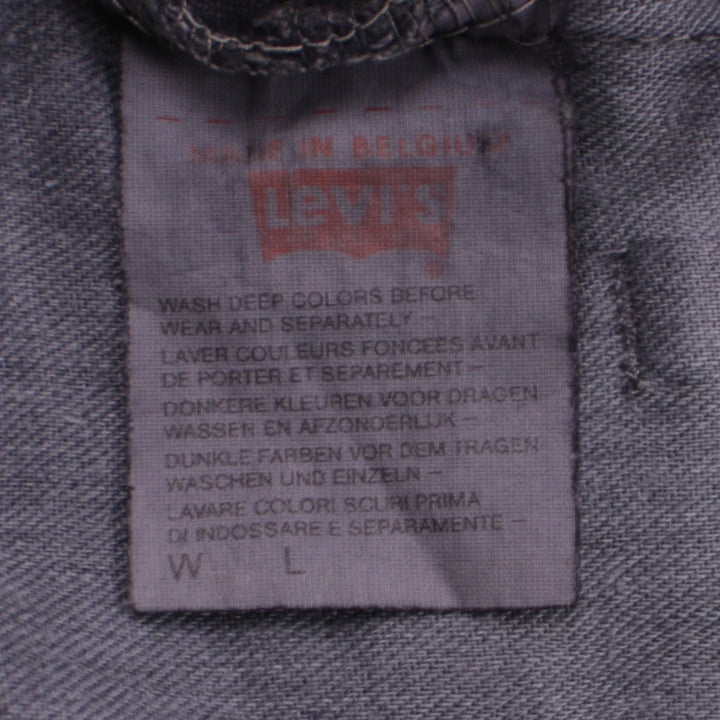 MADE IN BELGIUM
Levi's
WASH DEEP COLORS BEFORE
WEAR AND SEPARATELY –
LAVER COULEURS FONCEES AVANT
DE PORTER ET SEPAREMENT –
DONKERE KLEUREN VOOR DRAGEN
WASSEN EN AFZONDERLIJK –
DUNKLE FARBEN VOR DEM TRAGEN
WASCHEN UND EINZELN –
LAVARE COLORI SCURI PRIMA
DI INDOSSARE E SEPARAMENTE –
W L